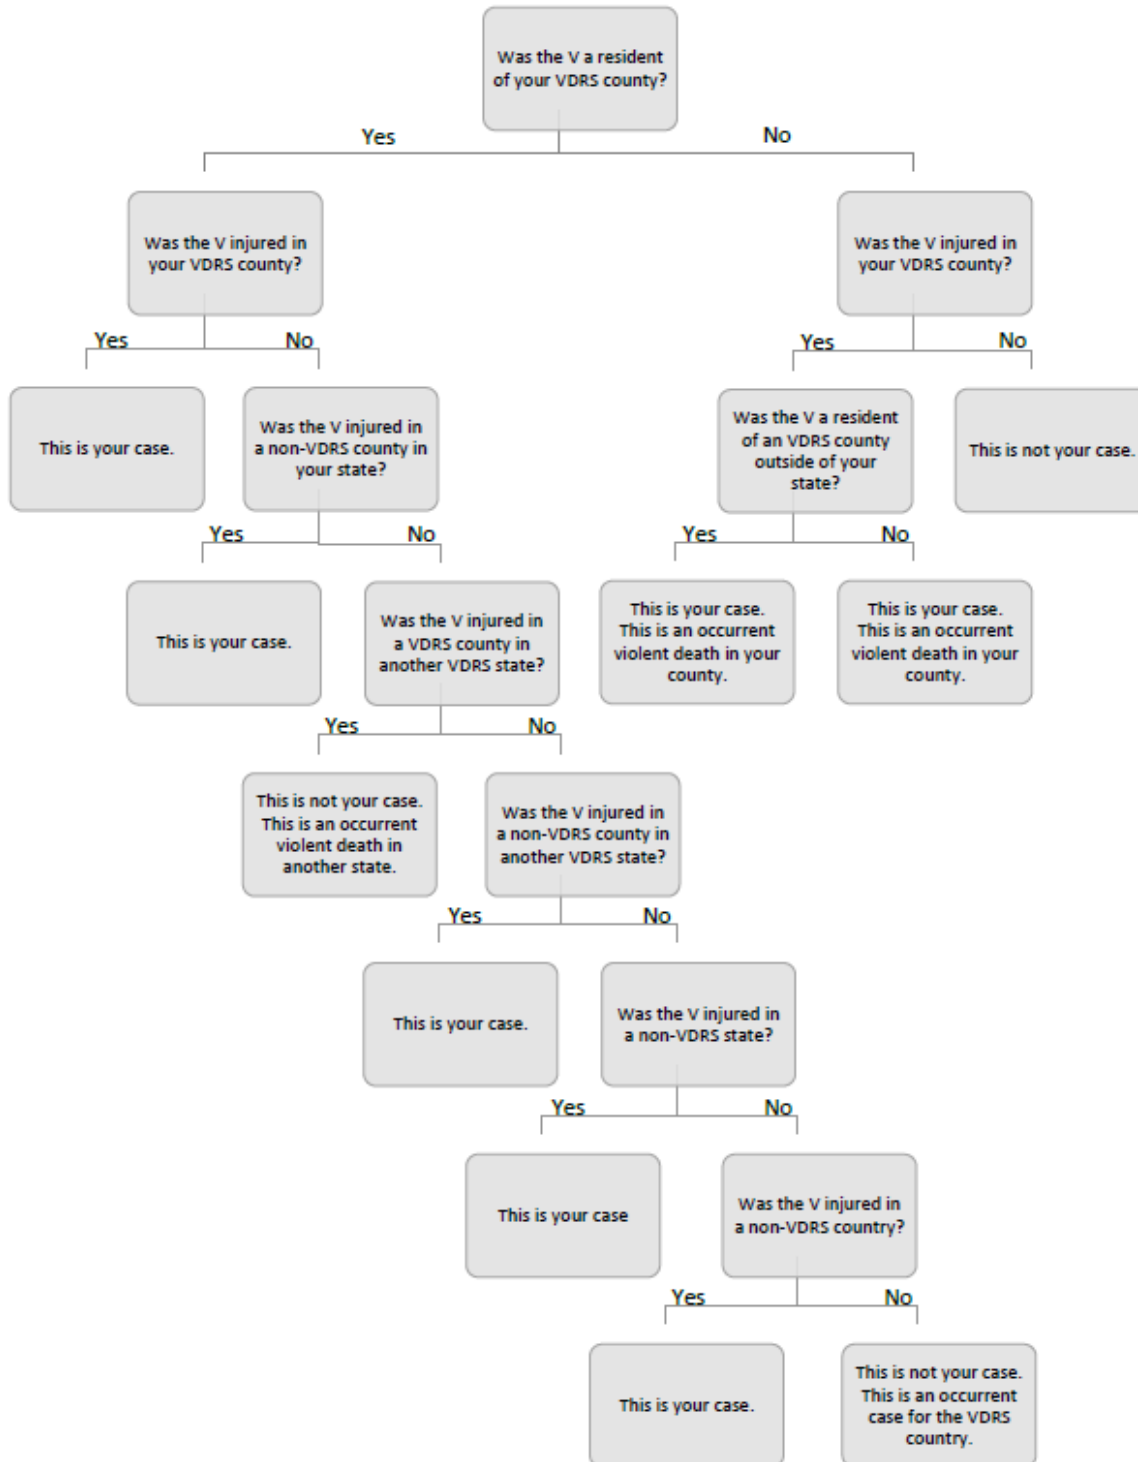 Was the V a resident
of your VDRS county?
Yes
No
Was the V injured in
your VDRS county?
Was the V injured in
your VDRS county?
Yes
No
Yes
No
This is your case.
Was the V injured in
a non-VDRS county in
your state?
Was the V a resident
of an VDRS county
outside of your
state?
This is not your case.
Yes
No
Yes
No
This is your case.
Was the V injured in
a VDRS county in
another VDRS state?
This is your case.
This is an occurrent
violent death in your
county.
This is your case.
This is an occurrent
violent death in your
county.
Yes
No
This is not your case.
This is an occurrent
violent death in
another state.
Was the V injured in
a non-VDRS county in
another VDRS state?
Yes
No
This is your case.
Was the V injured in
a non-VDRS state?
Yes
No
This is your case
Was the V injured in
a non-VDRS country?
Yes
No
This is your case.
This is not your case.
This is an occurrent
case for the VDRS
country.